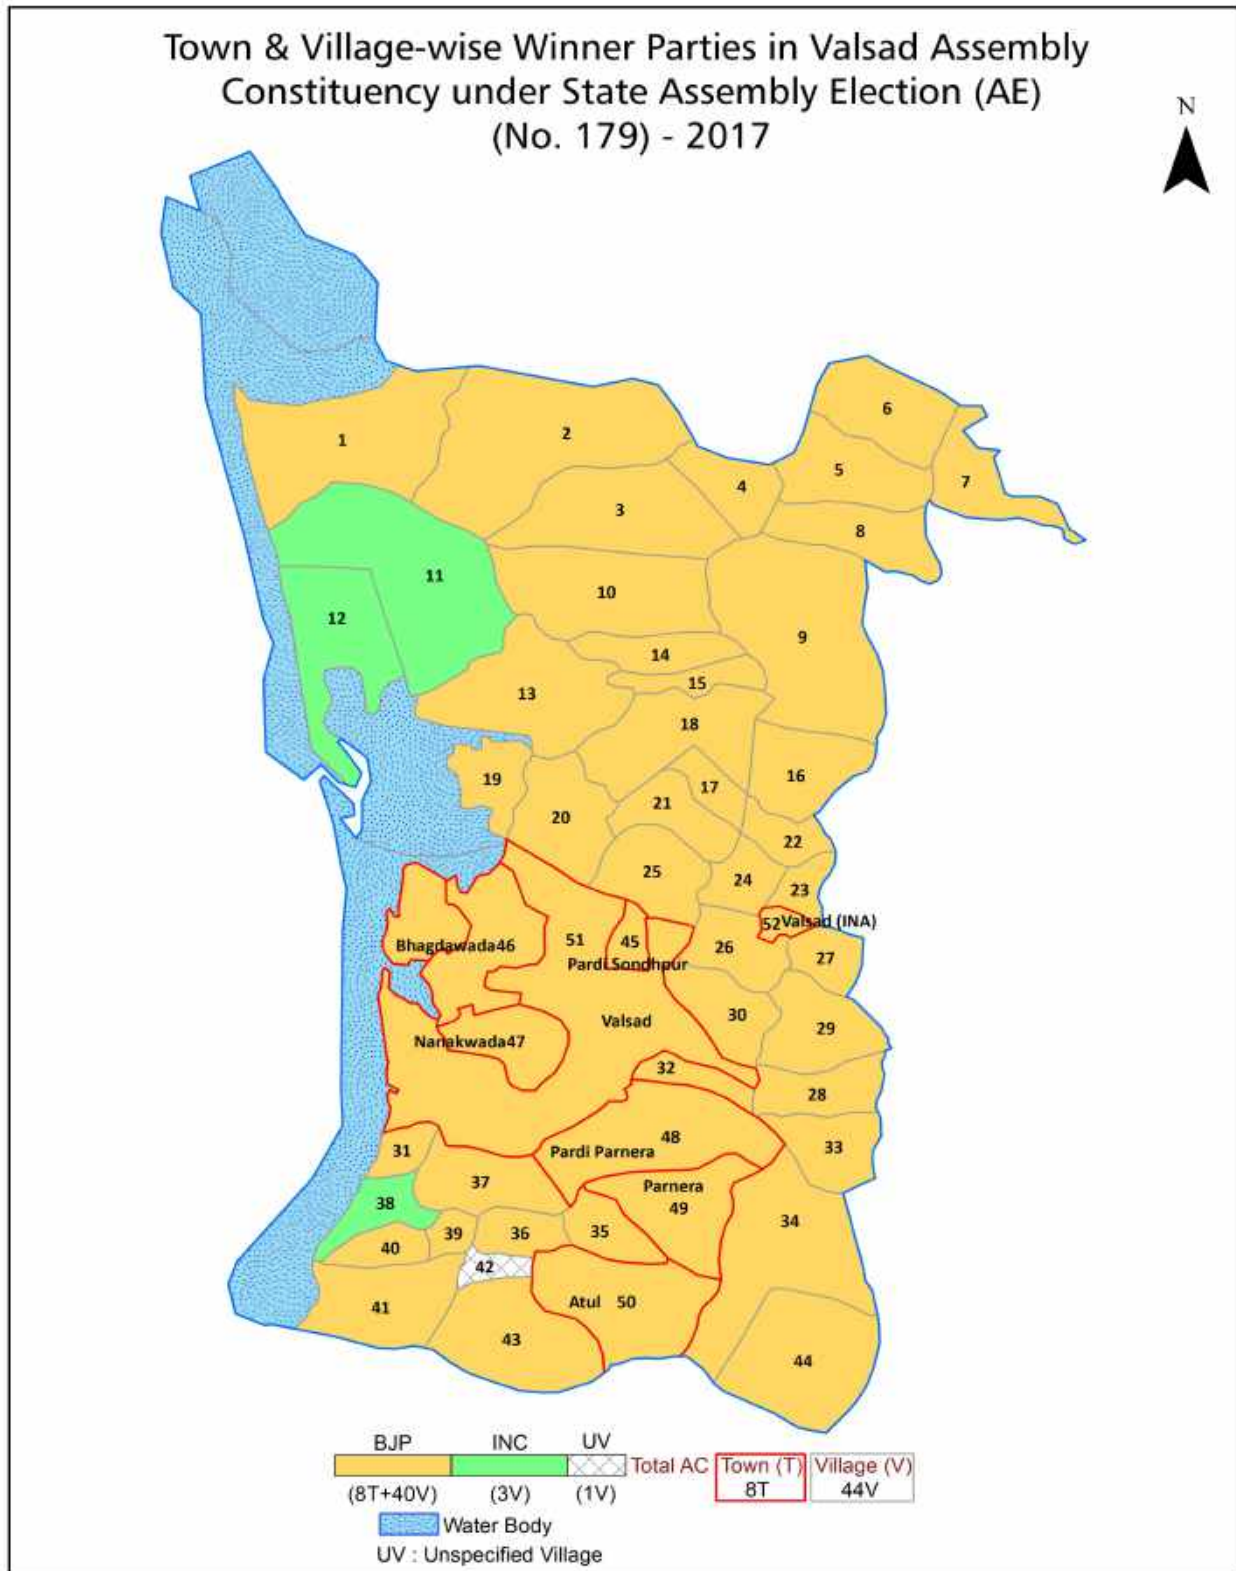 Town & Village-wise Winner Parties in Valsad Assembly
Constituency under State Assembly Election (AE)
(No. 179) - 2017
N
6
1
2
5
7
4
3
8
11
10
12
9
14
15
13
18
16
19
17
21
20
22
25
24
23
52 Valsad (INA)
51
45
Bhagdawada46
26
27
Pardi Sondhpur
30
Valsad
29
Nanakwada47
32
28
48
31
Pardi Parnera
33
37
Parnera
38
49
34
39
36
35
40
42
Atul 50
41
43
44
BJP INC UV
Total AC Town (T) Village (V)
8T 44V
(8T+40V) (3V) (1V)
Water Body
UV : Unspecified Village